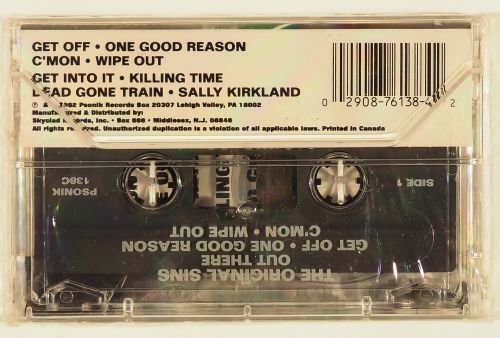 GET OFF • ONE GOOD REASON
C'MON • WIPE OUT
GET INTO IT • KILLING TIME
DEAD GONE TRAIN • SALLY KIRKLAND
℗ & © 1992 Psonik Records Box 20307 Lehigh Valley, PA 18002
Manufactured & Distributed by:
Skyclad Records, Inc. • Box 666 • Middlesex, N.J. 08846
All rights reserved. Unauthorized duplication is a violation of all applicable laws. Printed in Canada
0 2908-76138-4 2
SIDE 1
PSONIK
138C
THE ORIGINAL SINS
OUT THERE
GET OFF • ONE GOOD REASON
C'MON • WIPE OUT